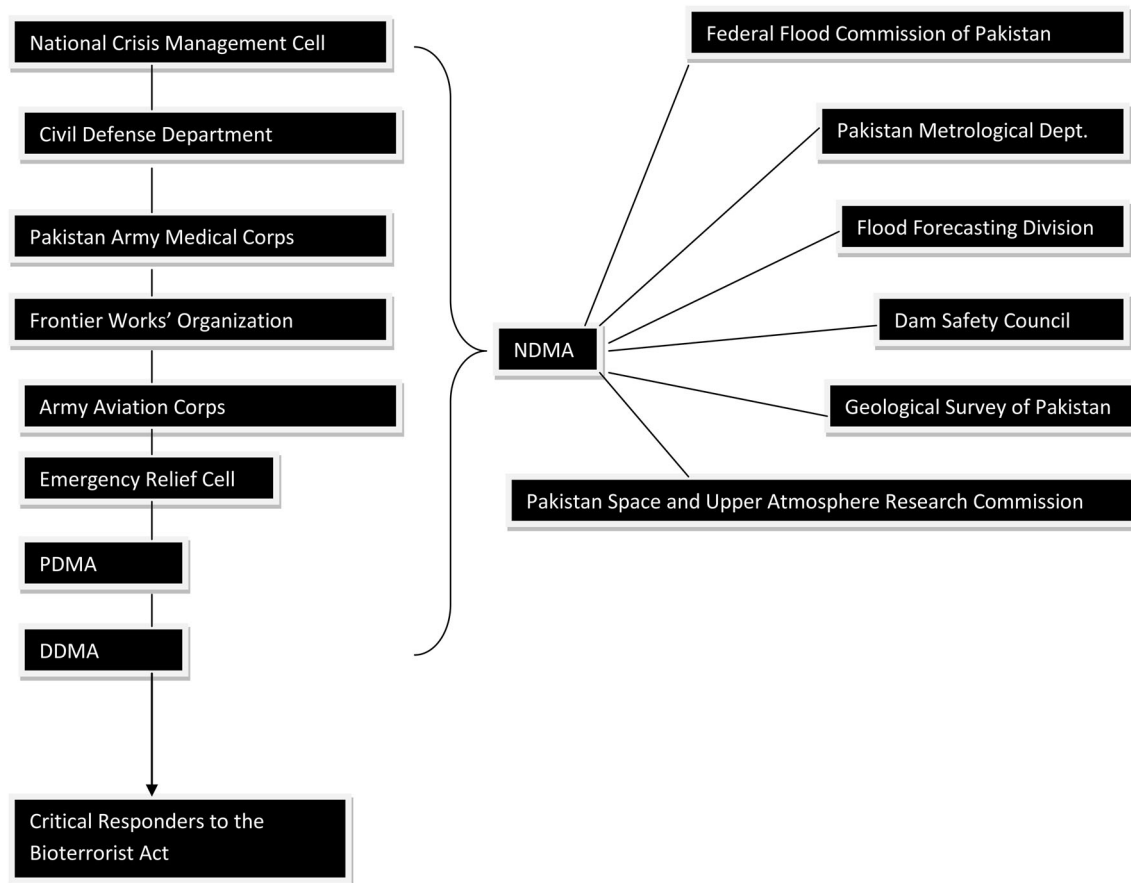 National Crisis Management Cell
Civil Defense Department
Pakistan Army Medical Corps
Frontier Works’ Organization
Army Aviation Corps
Emergency Relief Cell
PDMA
DDMA
Critical Responders to the
Bioterrorist Act
NDMA
Federal Flood Commission of Pakistan
Pakistan Metrological Dept.
Flood Forecasting Division
Dam Safety Council
Geological Survey of Pakistan
Pakistan Space and Upper Atmosphere Research Commission